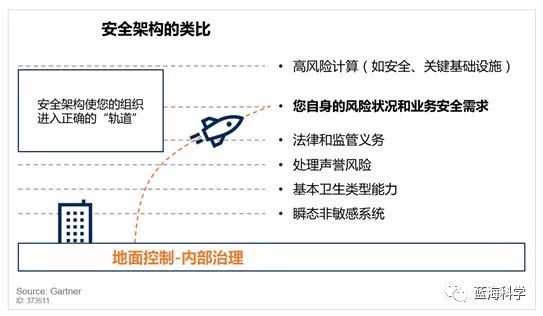 安全架构的类比
安全架构使您的组织
进入正确的“轨道”
• 高风险计算（如安全、关键基础设施）
• 您自身的风险状况和业务安全需求
• 法律和监管义务
• 处理声誉风险
• 基本卫生类型能力
• 瞬态非敏感系统
地面控制-内部治理
Source: Gartner
ID: 373511
蓝海科学